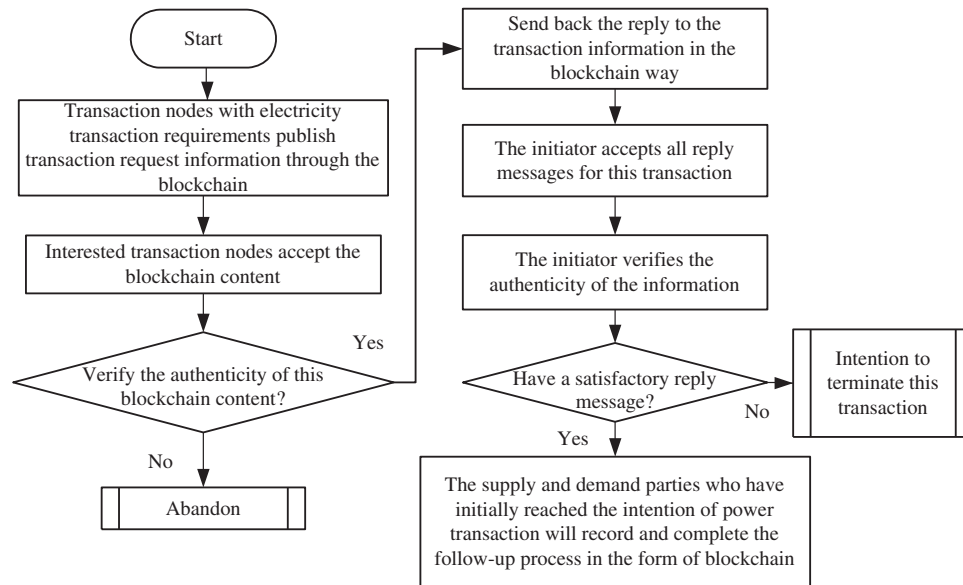 Start
Transaction nodes with electricity
transaction requirements publish
transaction request information through the
blockchain
Interested transaction nodes accept the
blockchain content
Verify the authenticity of this
blockchain content?
Yes
No
Abandon
Send back the reply to the
transaction information in the
blockchain way
The initiator accepts all reply
messages for this transaction
The initiator verifies the
authenticity of the information
Have a satisfactory reply
message?
No
Intention to
terminate this
transaction
Yes
The supply and demand parties who have
initially reached the intention of power
transaction will record and complete the
follow-up process in the form of blockchain